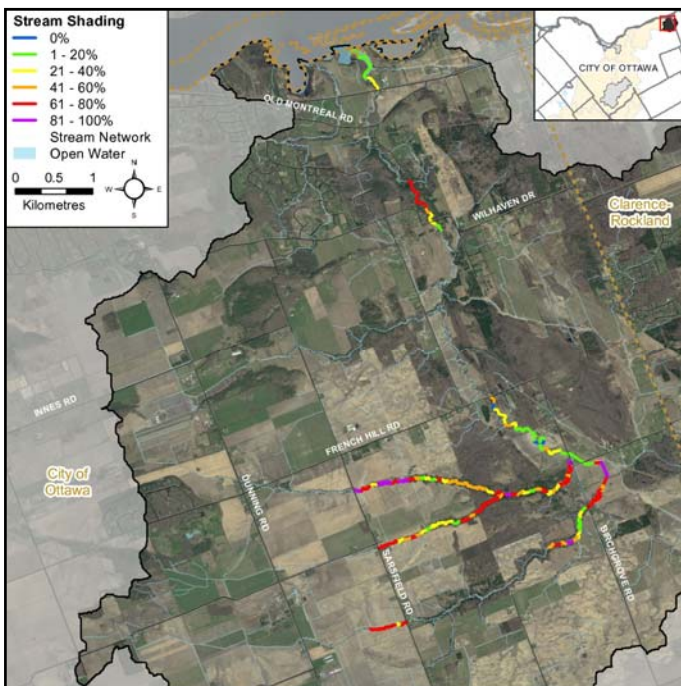 Stream Shading
0%
1 - 20%
21 - 40%
41 - 60%
61 - 80%
81 - 100%
Stream Network
Open Water
0 0.5 1
Kilometres
N
W E
S
CITY OF OTTAWA
OLD MONTREAL RD
WILHAVEN DR
Clarence-
Rockland
INNES RD
FRENCH HILL RD
City of
Ottawa
DUNNING RD
SARSFIELD RD
BIRCHGROVE RD